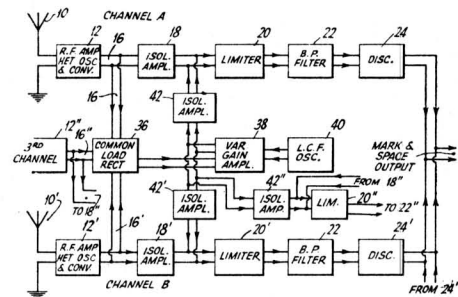 CHANNEL A
10
12
R.F. AMP
HET OSC
& CONV.
16
18
ISOL.
AMPL.
20
LIMITER
22
B.P.
FILTER
24
DISC.
16
42
ISOL.
AMPL.
12"
3RD
CHANNEL
16"
36
COMMON
LOAD
RECT
38
VAR.
GAIN
AMPL.
40
L.C.F.
OSC.
MARK &
SPACE
OUTPUT
TO 18"
42'
ISOL.
AMPL.
42"
ISOL.
AMP.
FROM 18"
LIM.
20"
TO 22"
10'
12'
R.F. AMP
HET OSC
& CONV.
16'
18'
ISOL.
AMPL.
20'
LIMITER
22
B.P.
FILTER
24'
DISC.
CHANNEL B
FROM 24"